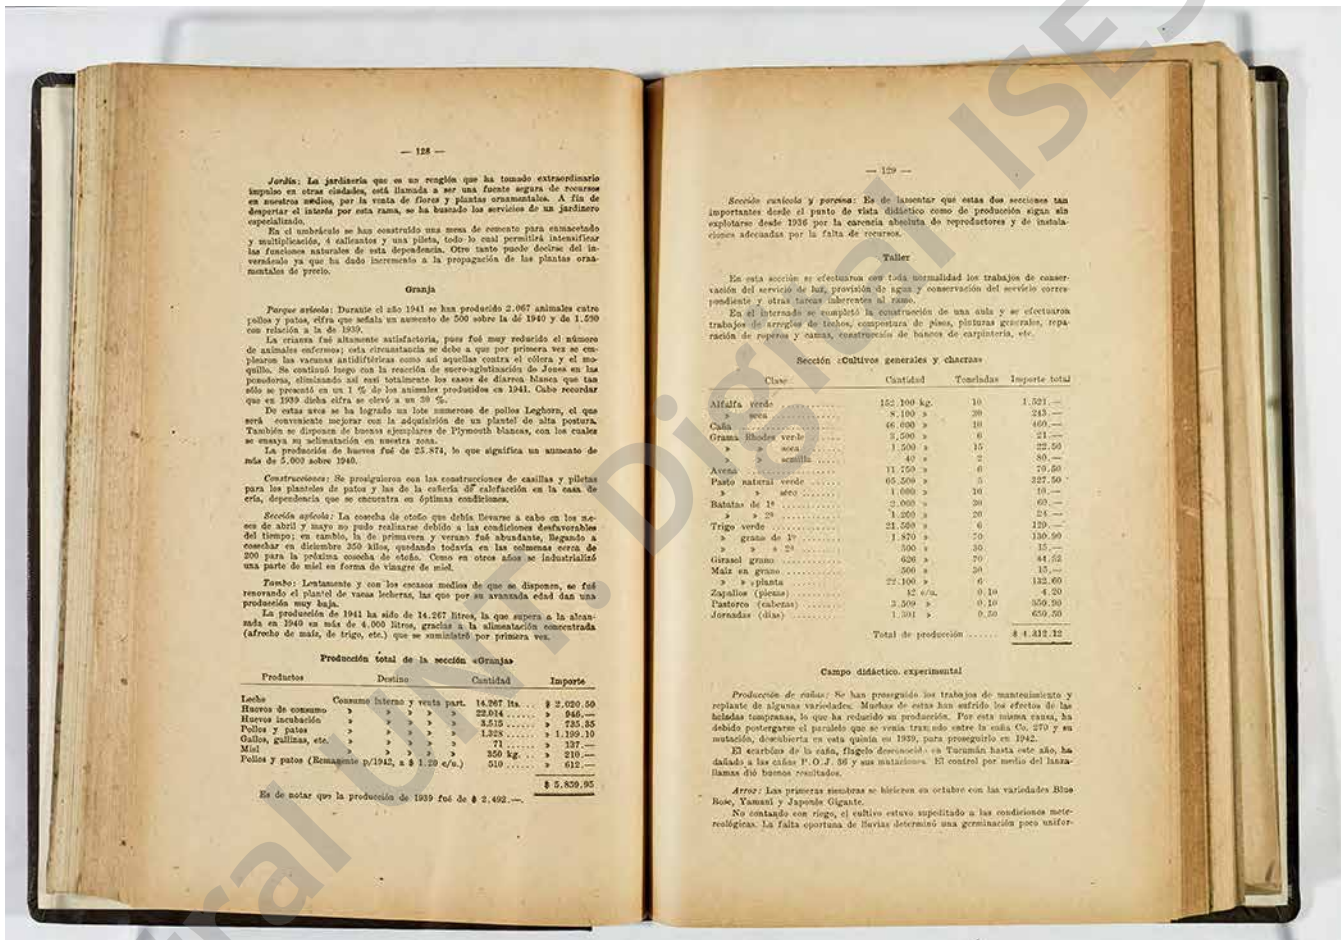 — 128 —
Jardín: La jardinería que es un renglón que ha tomado extraordinario
impulso en otras ciudades, está llamada a ser una fuente segura de recursos
en nuestros medios, por la venta de flores y plantas ornamentales. A fin de
despertar el interés por esta rama, se ha buscado los servicios de un jardinero
especializado.
En el umbráculo se han construído una mesa de cemento para enmacetado
y multiplicación, 4 salicantos y una pileta, todo lo cual permitirá intensificar
las funciones naturales de esta dependencia. Otro tanto puede decirse del in-
vernáculo ya que ha dado incremento a la propagación de las plantas orna-
mentales de precio.
Granja
Parque avícola: Durante el año 1941 se han producido 2.067 animales entre
pollos y patos, cifra que señala un aumento de 500 sobre la dé 1940 y de 1.590
con relación a la de 1939.
La crianza fué altamente satisfactoria, pues fué muy reducido el número
de animales enfermos; esta circunstancia se debe a que por primera vez se em-
plearon las vacunas antidiftéricas como así aquellas contra el cólera y el mo-
quillo. Se continuó luego con la reacción de suero-aglutinación de Jones en las
ponedoras, eliminando así casi totalmente los casos de diarrea blanca que tan
sólo se presentó en un 1 % de los animales producidos en 1941. Cabe recordar
que en 1939 dicha cifra se elevó a un 30 %.
De estas aves se ha logrado un lote numeroso de pollos Leghorn, el que
será conveniente mejorar con la adquisición de un plantel de alta postura.
También se disponen de buenos ejemplares de Plymouth blancas, con los cuales
se ensaya su aclimatación en nuestra zona.
La producción de huevos fué de 25.874, lo que significa un aumento de
más de 5.000 sobre 1940.
Construcciones: Se prosiguieron con las construcciones de casillas y piletas
para los planteles de patos y las de la cañería de calefacción en la casa de
cría, dependencia que se encuentra en óptimas condiciones.
Sección apícola: La cosecha de otoño que debía llevarse a cabo en los me-
ses de abril y mayo no pudo realizarse debido a las condiciones desfavorables
del tiempo; en cambio, la de primavera y verano fué abundante, llegando a
cosechar en diciembre 350 kilos, quedando todavía en las colmenas cerca de
200 para la próxima cosecha de otoño. Como en otros años se industrializó
una parte de miel en forma de vinagre de miel.
Tambo: Lentamente y con los escasos medios de que se disponen, se fué
renovando el plantel de vacas lecheras, las que por su avanzada edad dan una
producción muy baja.
La producción de 1941 ha sido de 14.267 litros, la que supera a la alcan-
zada en 1940 en más de 4.000 litros, gracias a la alimentación concentrada
(afrecho de maíz, de trigo, etc.) que se suministró por primera vez.
Producción total de la sección «Granja»
Productos Destino Cantidad Importe
Leche Consumo interno y venta part. 14.267 lts. . . $ 2.020.50
Huevos de consumo » » » » 22.014 ...... » 946.—
Huevos incubación » » » » 3.515 ...... » 735.35
Pollos y patos » » » » 1.328 ...... » 1.199.10
Gallos, gallinas, etc. » » » » 71 ...... » 137.—
Miel » » » » 350 kg. . . » 210.—
Pollos y patos (Remanente p/1942, a $ 1.20 c/u.) 510 ...... » 612.—
$ 5.859.95
Es de notar que la producción de 1939 fué de $ 2.492.—.
— 129 —
Sección cunícola y porcina: Es de lamentar que estas dos secciones tan
importantes desde el punto de vista didáctico como de producción sigan sin
explotarse desde 1936 por la carencia absoluta de reproductores y de instala-
ciones adecuadas por la falta de recursos.
Taller
En esta sección se efectuaron con toda normalidad los trabajos de conser-
vación del servicio de luz, provisión de agua y conservación del servicio corres-
pondiente y otras tareas inherentes al ramo.
En el internado se completó la construcción de una aula y se efectuaron
trabajos de arreglos de techos, compostura de pisos, pinturas generales, repa-
ración de roperos y camas, construcción de bancos de carpintería, etc.
Sección «Cultivos generales y chacras»
Clase Cantidad Toneladas Importe total
Alfalfa verde ........ 152.100 kg. 10 1.521.—
» seca ........ 8.100 » 30 243.—
Caña ........ 46.000 » 10 460.—
Grama Rhodes verde ...... 3.500 » 6 21.—
» » seca ...... 1.500 » 15 22.50
» » semilla ...... 40 » 2 80.—
Avena ........ 11.750 » 6 70.50
Pasto natural verde ...... 65.500 » 5 327.50
» » seco ...... 1.000 » 10 10.—
Batatas de 1ª ........ 2.000 » 30 60.—
» » 2ª ........ 1.200 » 20 24.—
Trigo verde ........ 21.500 » 6 129.—
» grano de 1º ...... 1.870 » 70 130.90
» » » 2º ...... 500 » 30 15.—
Girasol grano ........ 626 » 70
Maíz en grano ........ 500 » 30 15.—
» » planta ........ 22.100 » 6 132.60
Zapallos (piezas) ........ 42 c/u. 0.10 4.20
Pastoreo (cabezas) ........ 3.509 » 0.10 350.90
Jornadas (días) ........ 1.301 » 0.50 650.50
Total de producción ...... $ 4.312.12
Campo didáctico experimental
Producción de cañas: Se han proseguido los trabajos de mantenimiento y
replante de algunas variedades. Muchas de estas han sufrido los efectos de las
heladas tempranas, lo que ha reducido su producción. Por esta misma causa, ha
debido postergarse el paralelo que se venía trazando entre la caña Co. 270 y su
mutación, descubierta en esta quinta en 1939, para proseguirlo en 1942.
El «carbón» de la caña, flagelo desconocido en Tucumán hasta este año, ha
dañado a las cañas P.O.J. 36 y sus mutaciones. El control por medio del lanza-
llamas dió buenos resultados.
Arroz: Las primeras siembras se hicieron en octubre con las variedades Blue
Rose, Yamani y Japonés Gigante.
No contando con riego, el cultivo estuvo supeditado a las condiciones mete-
reológicas. La falta oportuna de lluvias determinó una germinación poco unifor-